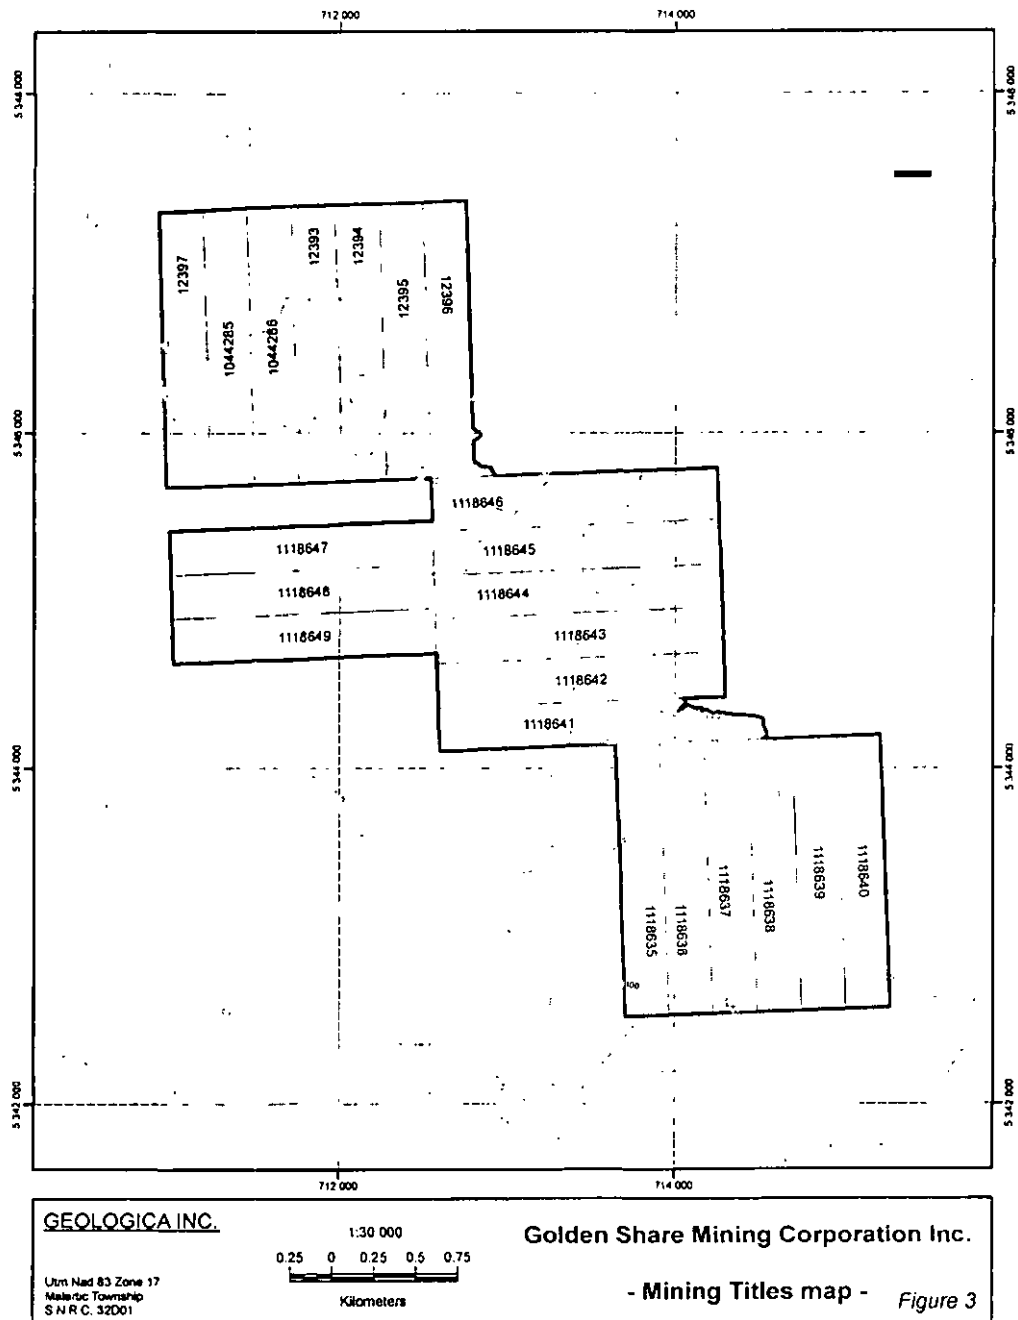 712 000
714 000
5 348 000
5 348 000
12397
1044285
1044286
12393
12394
12395
12396
5 346 000
5 346 000
1118646
1118647
1118645
1118648
1118644
1118649
1118643
1118642
1118641
5 344 000
5 344 000
1118635
1118636
1118637
1118638
1118639
1118640
5 342 000
5 342 000
712 000
714 000
GEOLOGICA INC.
1:30 000
0.25 0 0.25 0.5 0.75
Kilometers
Utm Nad 83 Zone 17
Malartic Township
S N R C. 32D01
Golden Share Mining Corporation Inc.
- Mining Titles map -
Figure 3